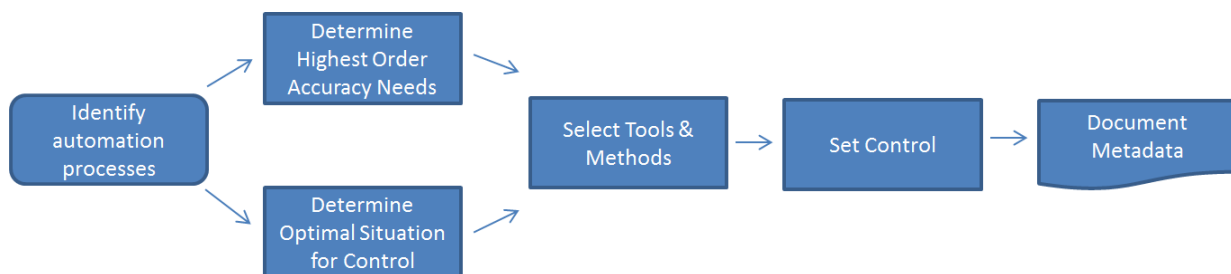 Identify
automation
processes
Determine
Highest Order
Accuracy Needs
Determine
Optimal Situation
for Control
Select Tools &
Methods
Set Control
Document
Metadata